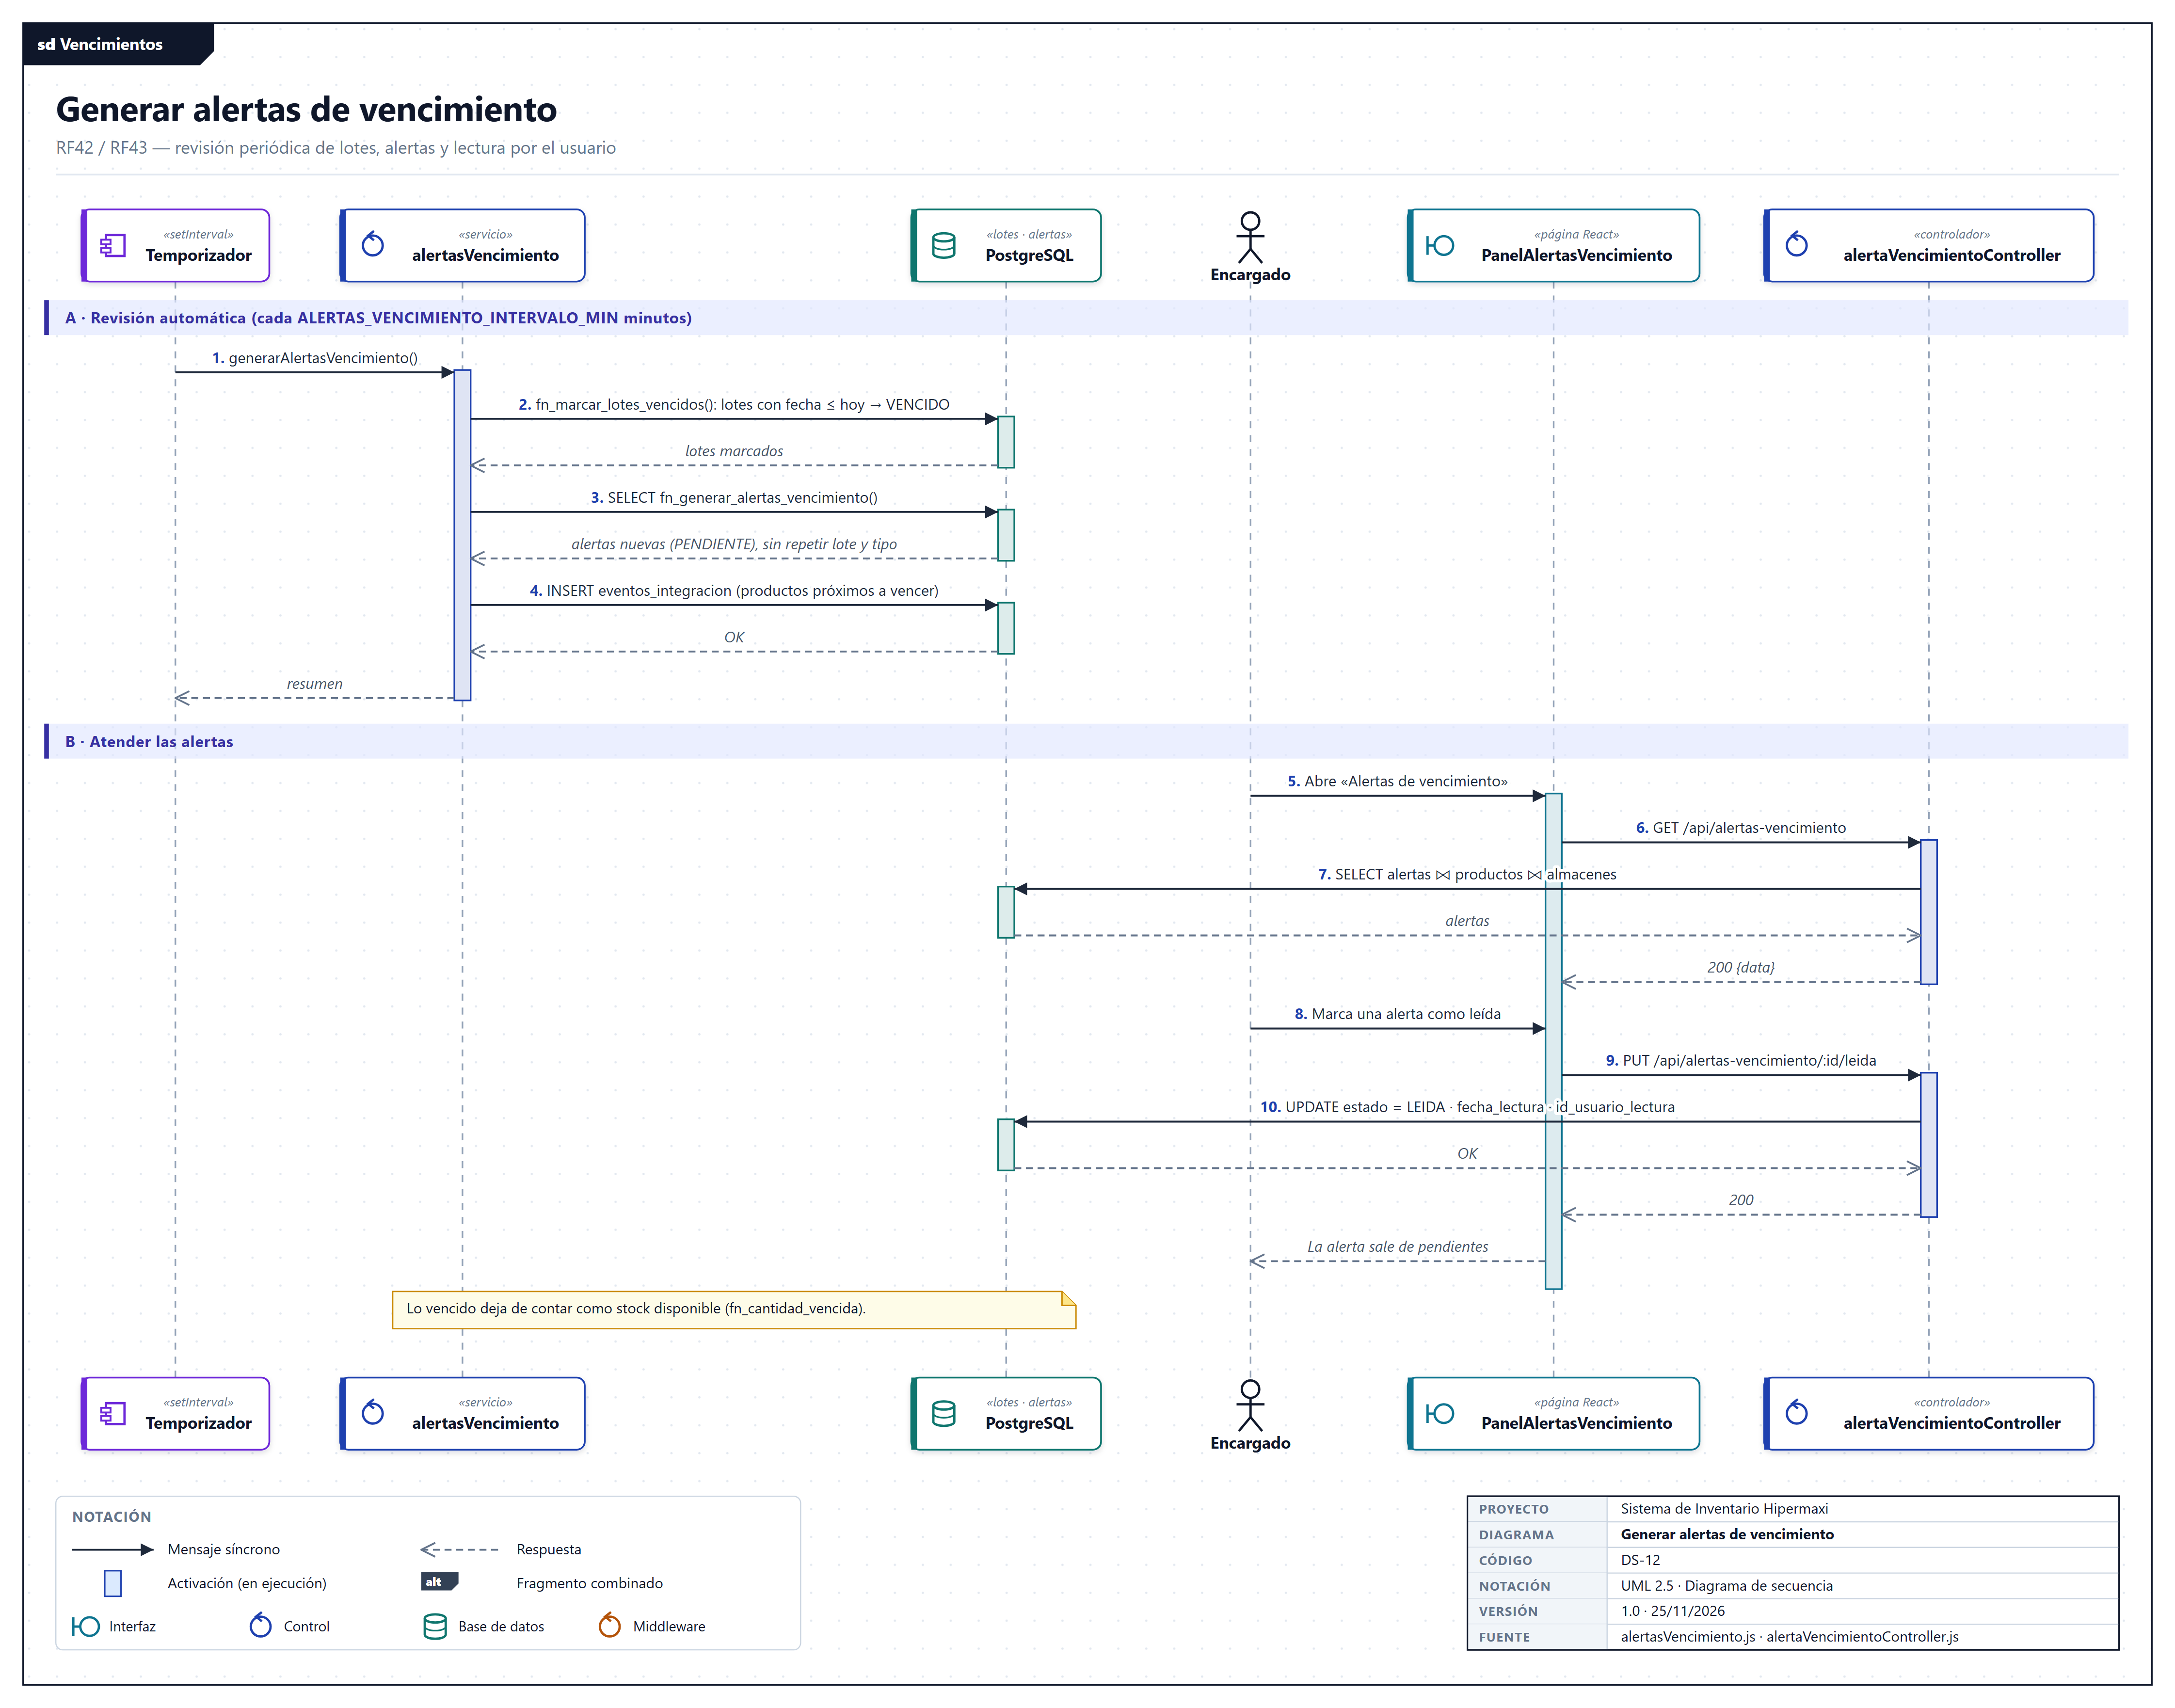 sd Vencimientos
Generar alertas de vencimiento
RF42 / RF43 — revisión periódica de lotes, alertas y lectura por el usuario
«setInterval»
Temporizador
«servicio»
alertasVencimiento
«lotes · alertas»
PostgreSQL
Encargado
«página React»
PanelAlertasVencimiento
«controlador»
alertaVencimientoController
A · Revisión automática (cada ALERTAS_VENCIMIENTO_INTERVALO_MIN minutos)
1. generarAlertasVencimiento()
2. fn_marcar_lotes_vencidos(): lotes con fecha ≤ hoy → VENCIDO
lotes marcados
3. SELECT fn_generar_alertas_vencimiento()
alertas nuevas (PENDIENTE), sin repetir lote y tipo
4. INSERT eventos_integracion (productos próximos a vencer)
OK
resumen
B · Atender las alertas
5. Abre «Alertas de vencimiento»
6. GET /api/alertas-vencimiento
7. SELECT alertas ⋈ productos ⋈ almacenes
alertas
200 {data}
8. Marca una alerta como leída
9. PUT /api/alertas-vencimiento/:id/leida
10. UPDATE estado = LEIDA · fecha_lectura · id_usuario_lectura
OK
200
La alerta sale de pendientes
Lo vencido deja de contar como stock disponible (fn_cantidad_vencida).
«setInterval»
Temporizador
«servicio»
alertasVencimiento
«lotes · alertas»
PostgreSQL
Encargado
«página React»
PanelAlertasVencimiento
«controlador»
alertaVencimientoController
NOTACIÓN
Mensaje síncrono
Respuesta
Activación (en ejecución)
alt
Fragmento combinado
Interfaz
Control
Base de datos
Middleware
PROYECTO Sistema de Inventario Hipermaxi
DIAGRAMA Generar alertas de vencimiento
CÓDIGO DS-12
NOTACIÓN UML 2.5 · Diagrama de secuencia
VERSIÓN 1.0 · 25/11/2026
FUENTE alertasVencimiento.js · alertaVencimientoController.js